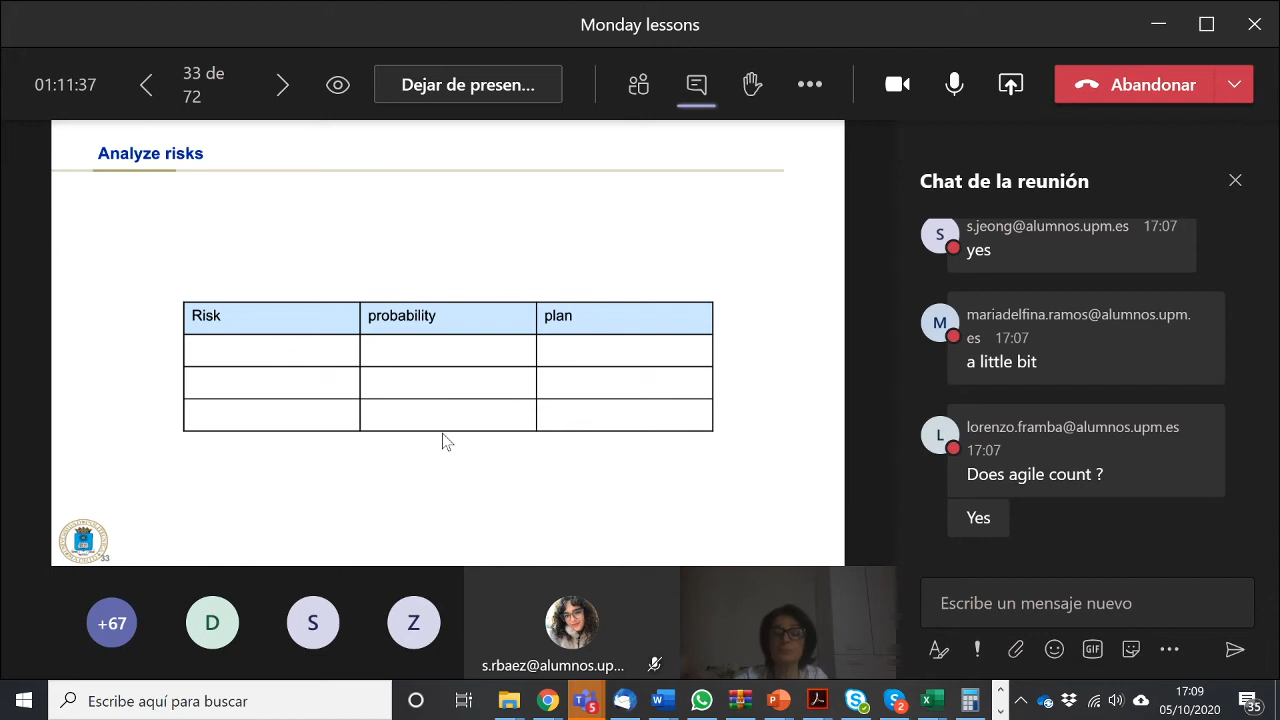 Monday lessons
01:11:37
33 de
72
Dejar de presen...
Abandonar
Analyze risks
Risk
probability
plan
33
Chat de la reunión
S
s.jeong@alumnos.upm.es 17:07
yes
M
mariadelfina.ramos@alumnos.upm.
es 17:07
a little bit
L
lorenzo.framba@alumnos.upm.es
17:07
Does agile count ?
Yes
Escribe un mensaje nuevo
GIF
+67
D
S
Z
s.rbaez@alumnos.up...
Escribe aquí para buscar
5
2
17:09
05/10/2020
35